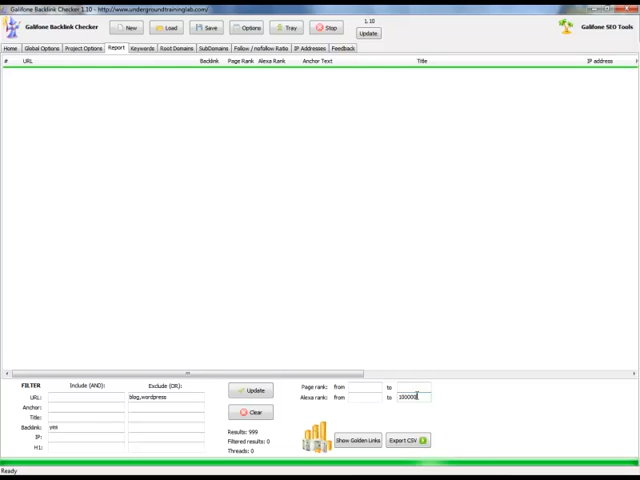 Galifone Backlink Checker 1.10 - http://www.undergroundtraininglab.com/
Galifone Backlink Checker
New
Load
Save
Options
Tray
Stop
1.10
Update
Galifone SEO Tools
Home
Global Options
Project Options
Report
Keywords
Root Domains
SubDomains
Follow / nofollow Ratio
IP Addresses
Feedback
# URL Backlink Page Rank Alexa Rank Anchor Text Title IP address
FILTER
Include (AND):
Exclude (OR):
URL:
blog,wordpress
Anchor:
Title:
Backlink:
yes
IP:
H1:
Update
Clear
Results: 999
Filtered results: 0
Threads: 0
Page rank: from to
Alexa rank: from to
Show Golden Links
Export CSV
Ready